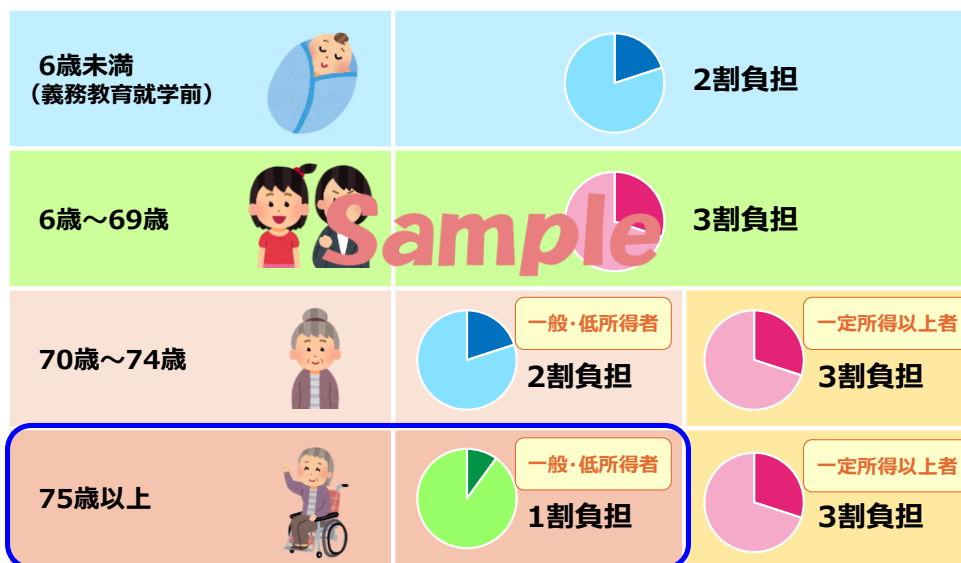 6歳未満
（義務教育就学前）
2割負担
6歳～69歳
3割負担
Sample
70歳～74歳
一般・低所得者
2割負担
一定所得以上者
3割負担
75歳以上
一般・低所得者
1割負担
一定所得以上者
3割負担